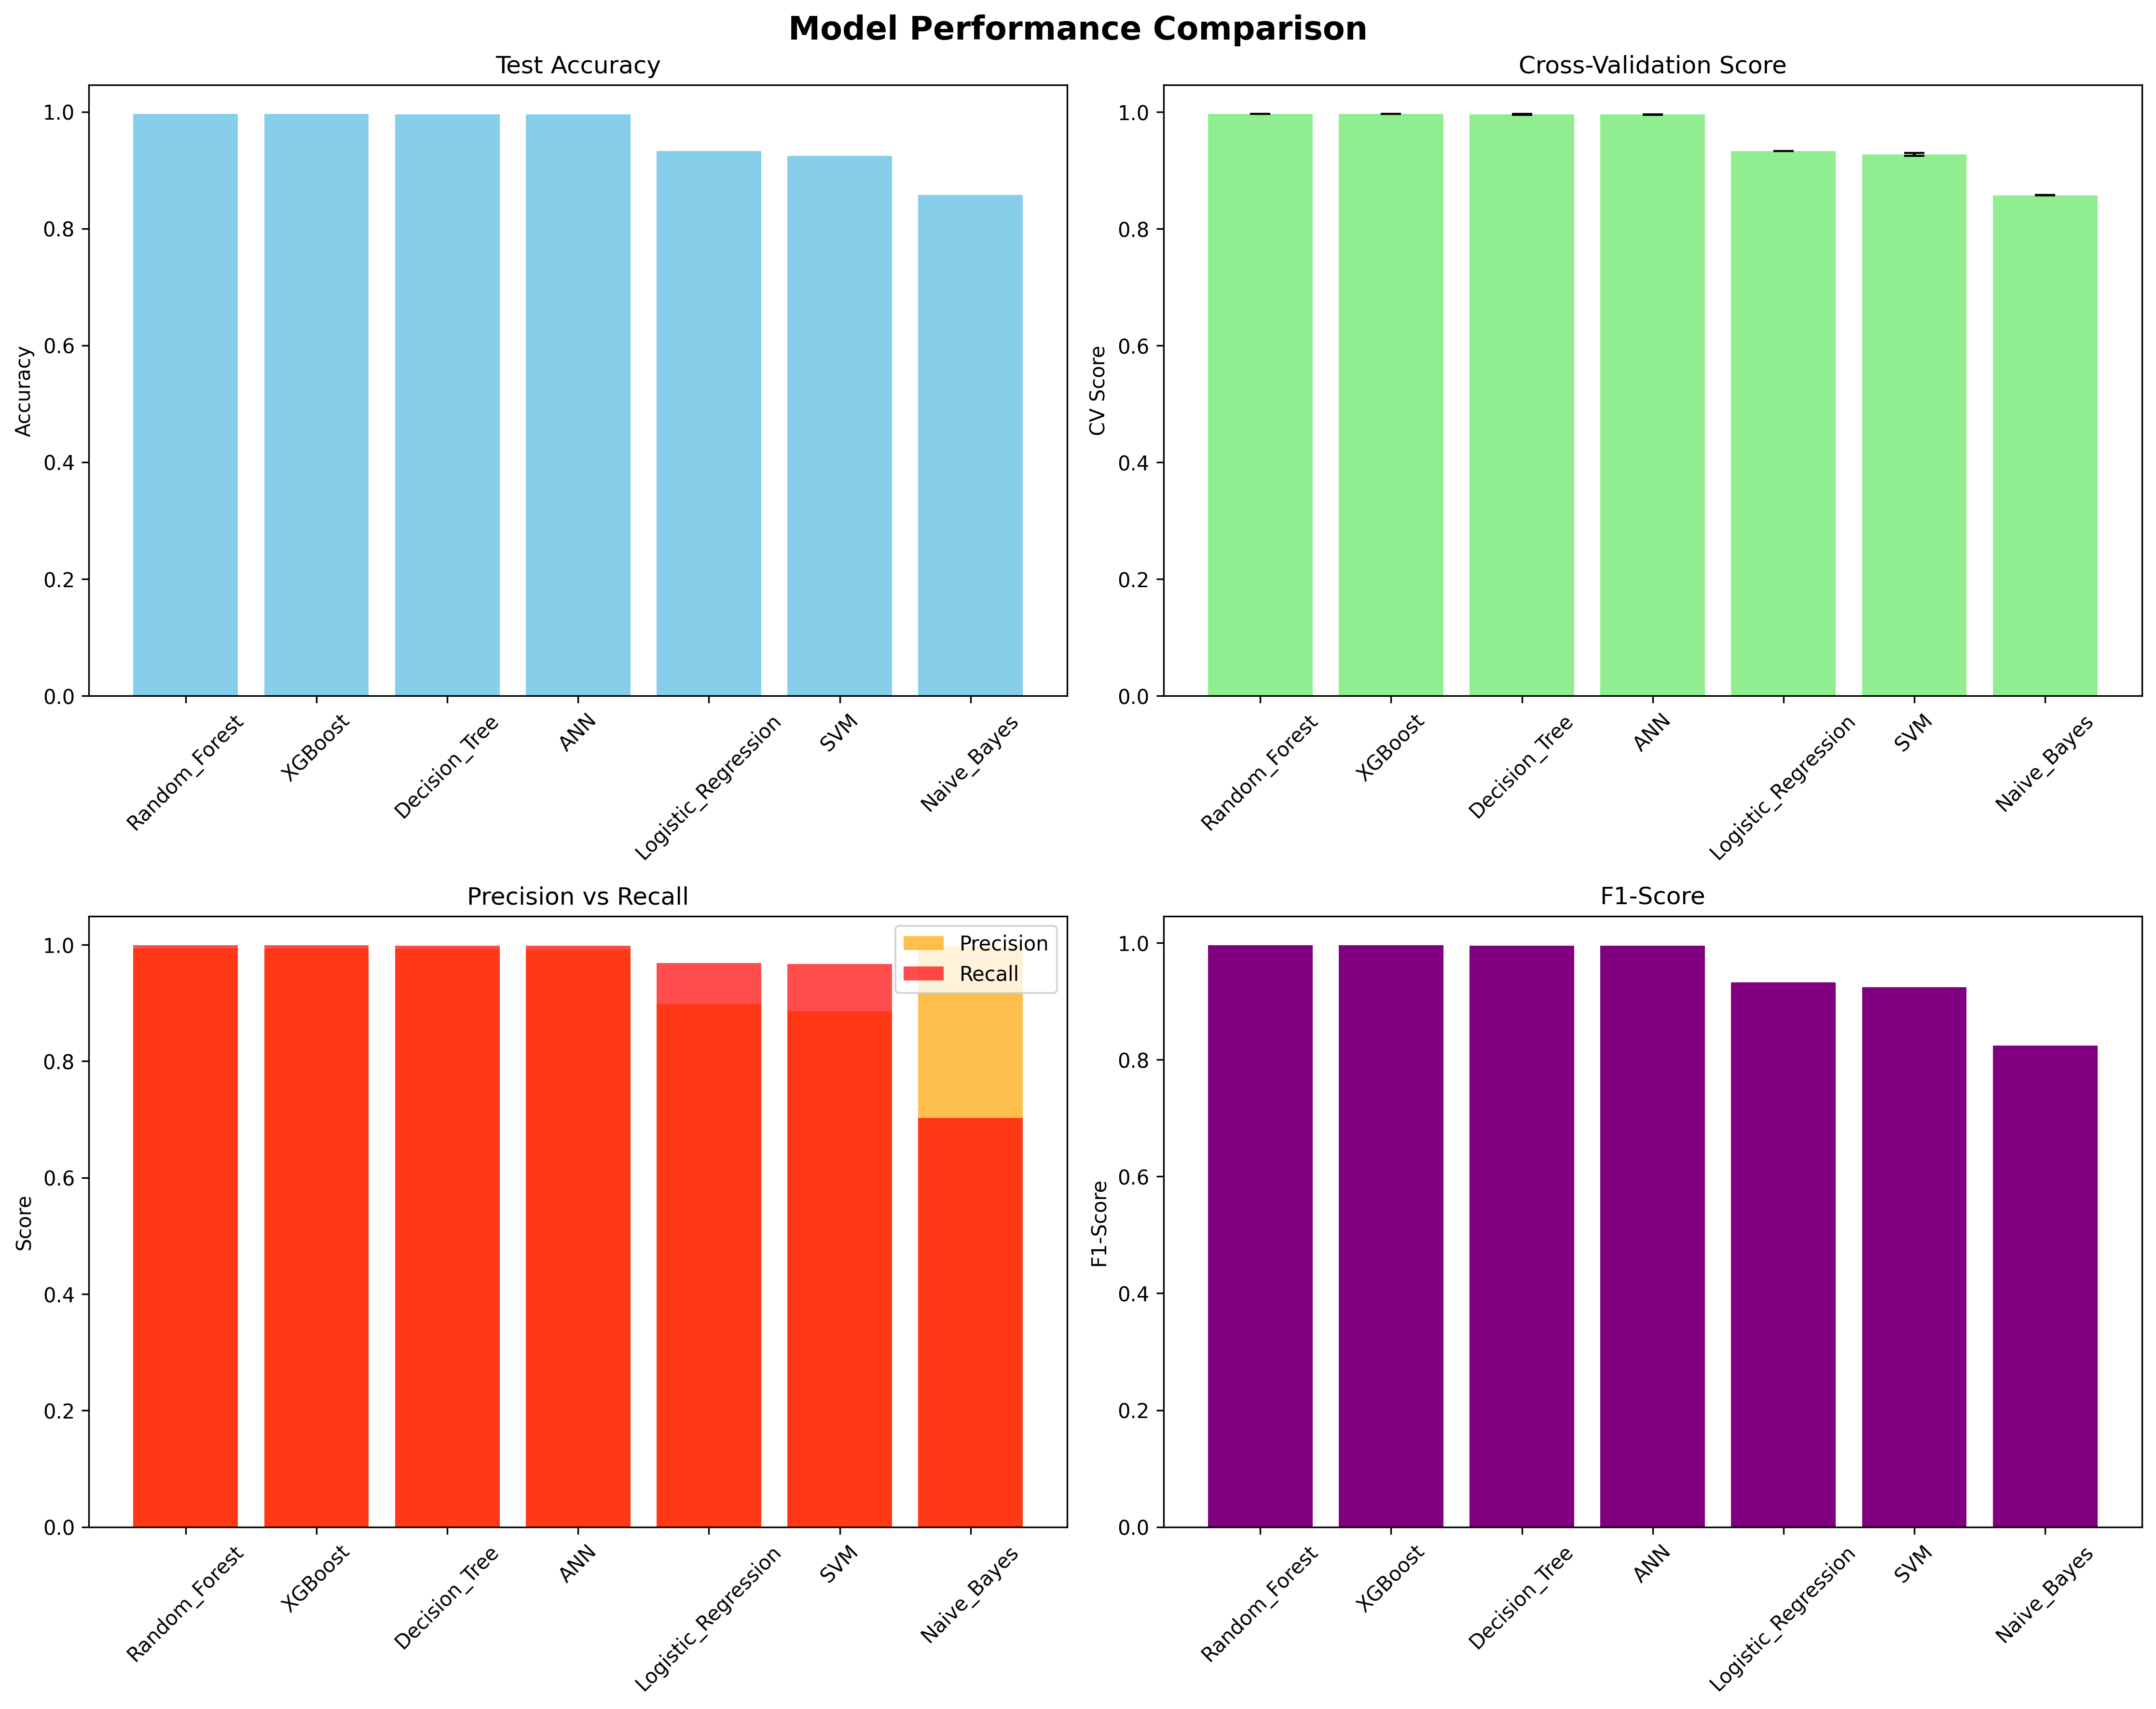 Model Performance Comparison
Test Accuracy
Accuracy
1.0
0.8
0.6
0.4
0.2
0.0
Random_Forest
XGBoost
Decision_Tree
ANN
Logistic_Regression
SVM
Naive_Bayes
Cross-Validation Score
CV Score
1.0
0.8
0.6
0.4
0.2
0.0
Random_Forest
XGBoost
Decision_Tree
ANN
Logistic_Regression
SVM
Naive_Bayes
Precision vs Recall
Score
1.0
0.8
0.6
0.4
0.2
0.0
Precision
Recall
Random_Forest
XGBoost
Decision_Tree
ANN
Logistic_Regression
SVM
Naive_Bayes
F1-Score
F1-Score
1.0
0.8
0.6
0.4
0.2
0.0
Random_Forest
XGBoost
Decision_Tree
ANN
Logistic_Regression
SVM
Naive_Bayes